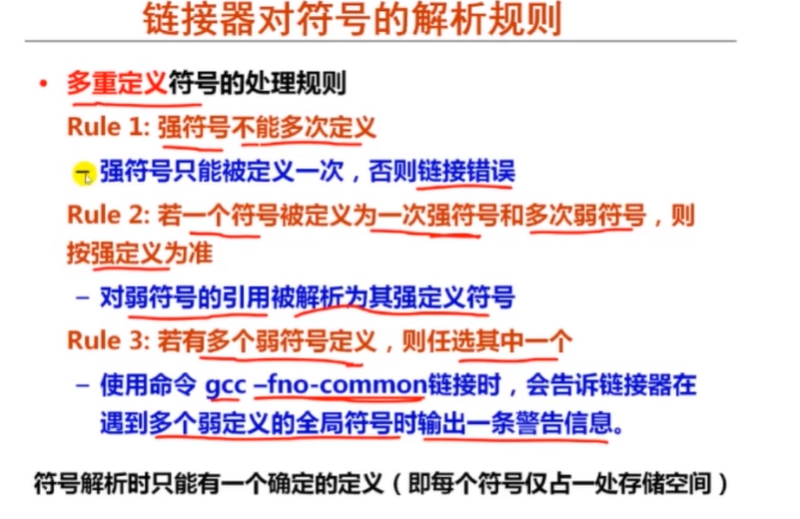 链接器对符号的解析规则
• 多重定义符号的处理规则
Rule 1: 强符号不能多次定义
– 强符号只能被定义一次，否则链接错误
Rule 2: 若一个符号被定义为一次强符号和多次弱符号，则
按强定义为准
– 对弱符号的引用被解析为其强定义符号
Rule 3: 若有多个弱符号定义，则任选其中一个
– 使用命令 gcc –fno-common链接时，会告诉链接器在
遇到多个弱定义的全局符号时输出一条警告信息。
符号解析时只能有一个确定的定义（即每个符号仅占一处存储空间）